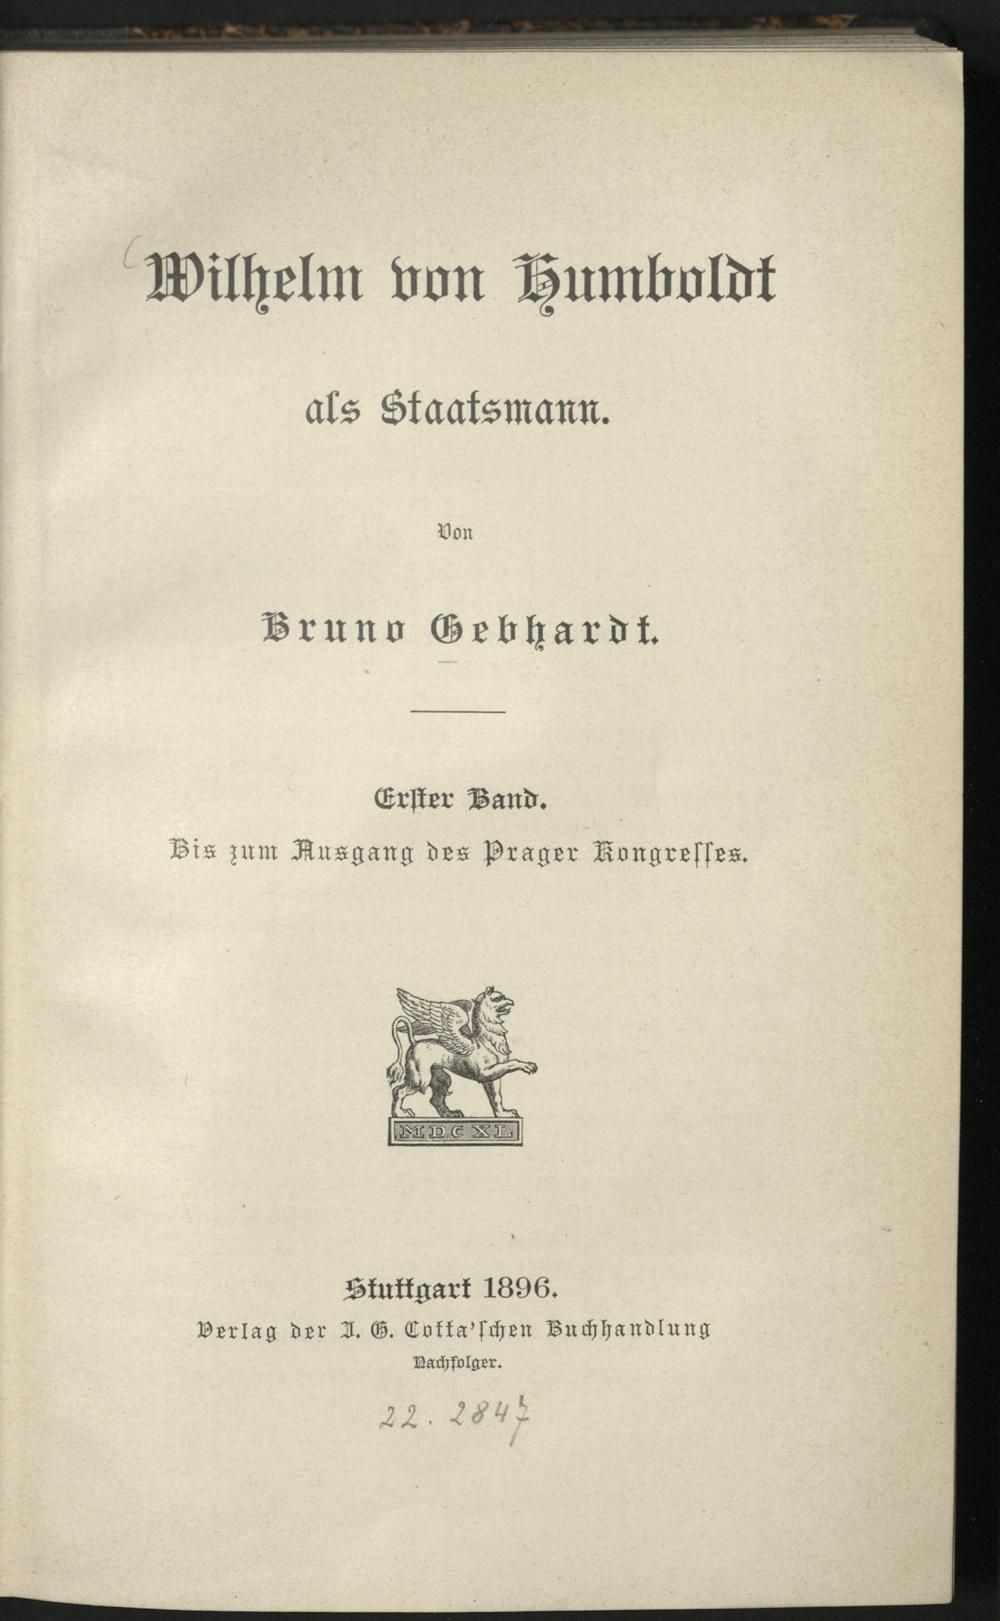 Wilhelm von Humboldt
als Staatsmann.
Von
Bruno Gebhardt.
Erster Band.
Bis zum Ausgang des Prager Kongresses.
MDCXL
Stuttgart 1896.
Verlag der J. G. Cotta'schen Buchhandlung
Nachfolger.
22. 2847